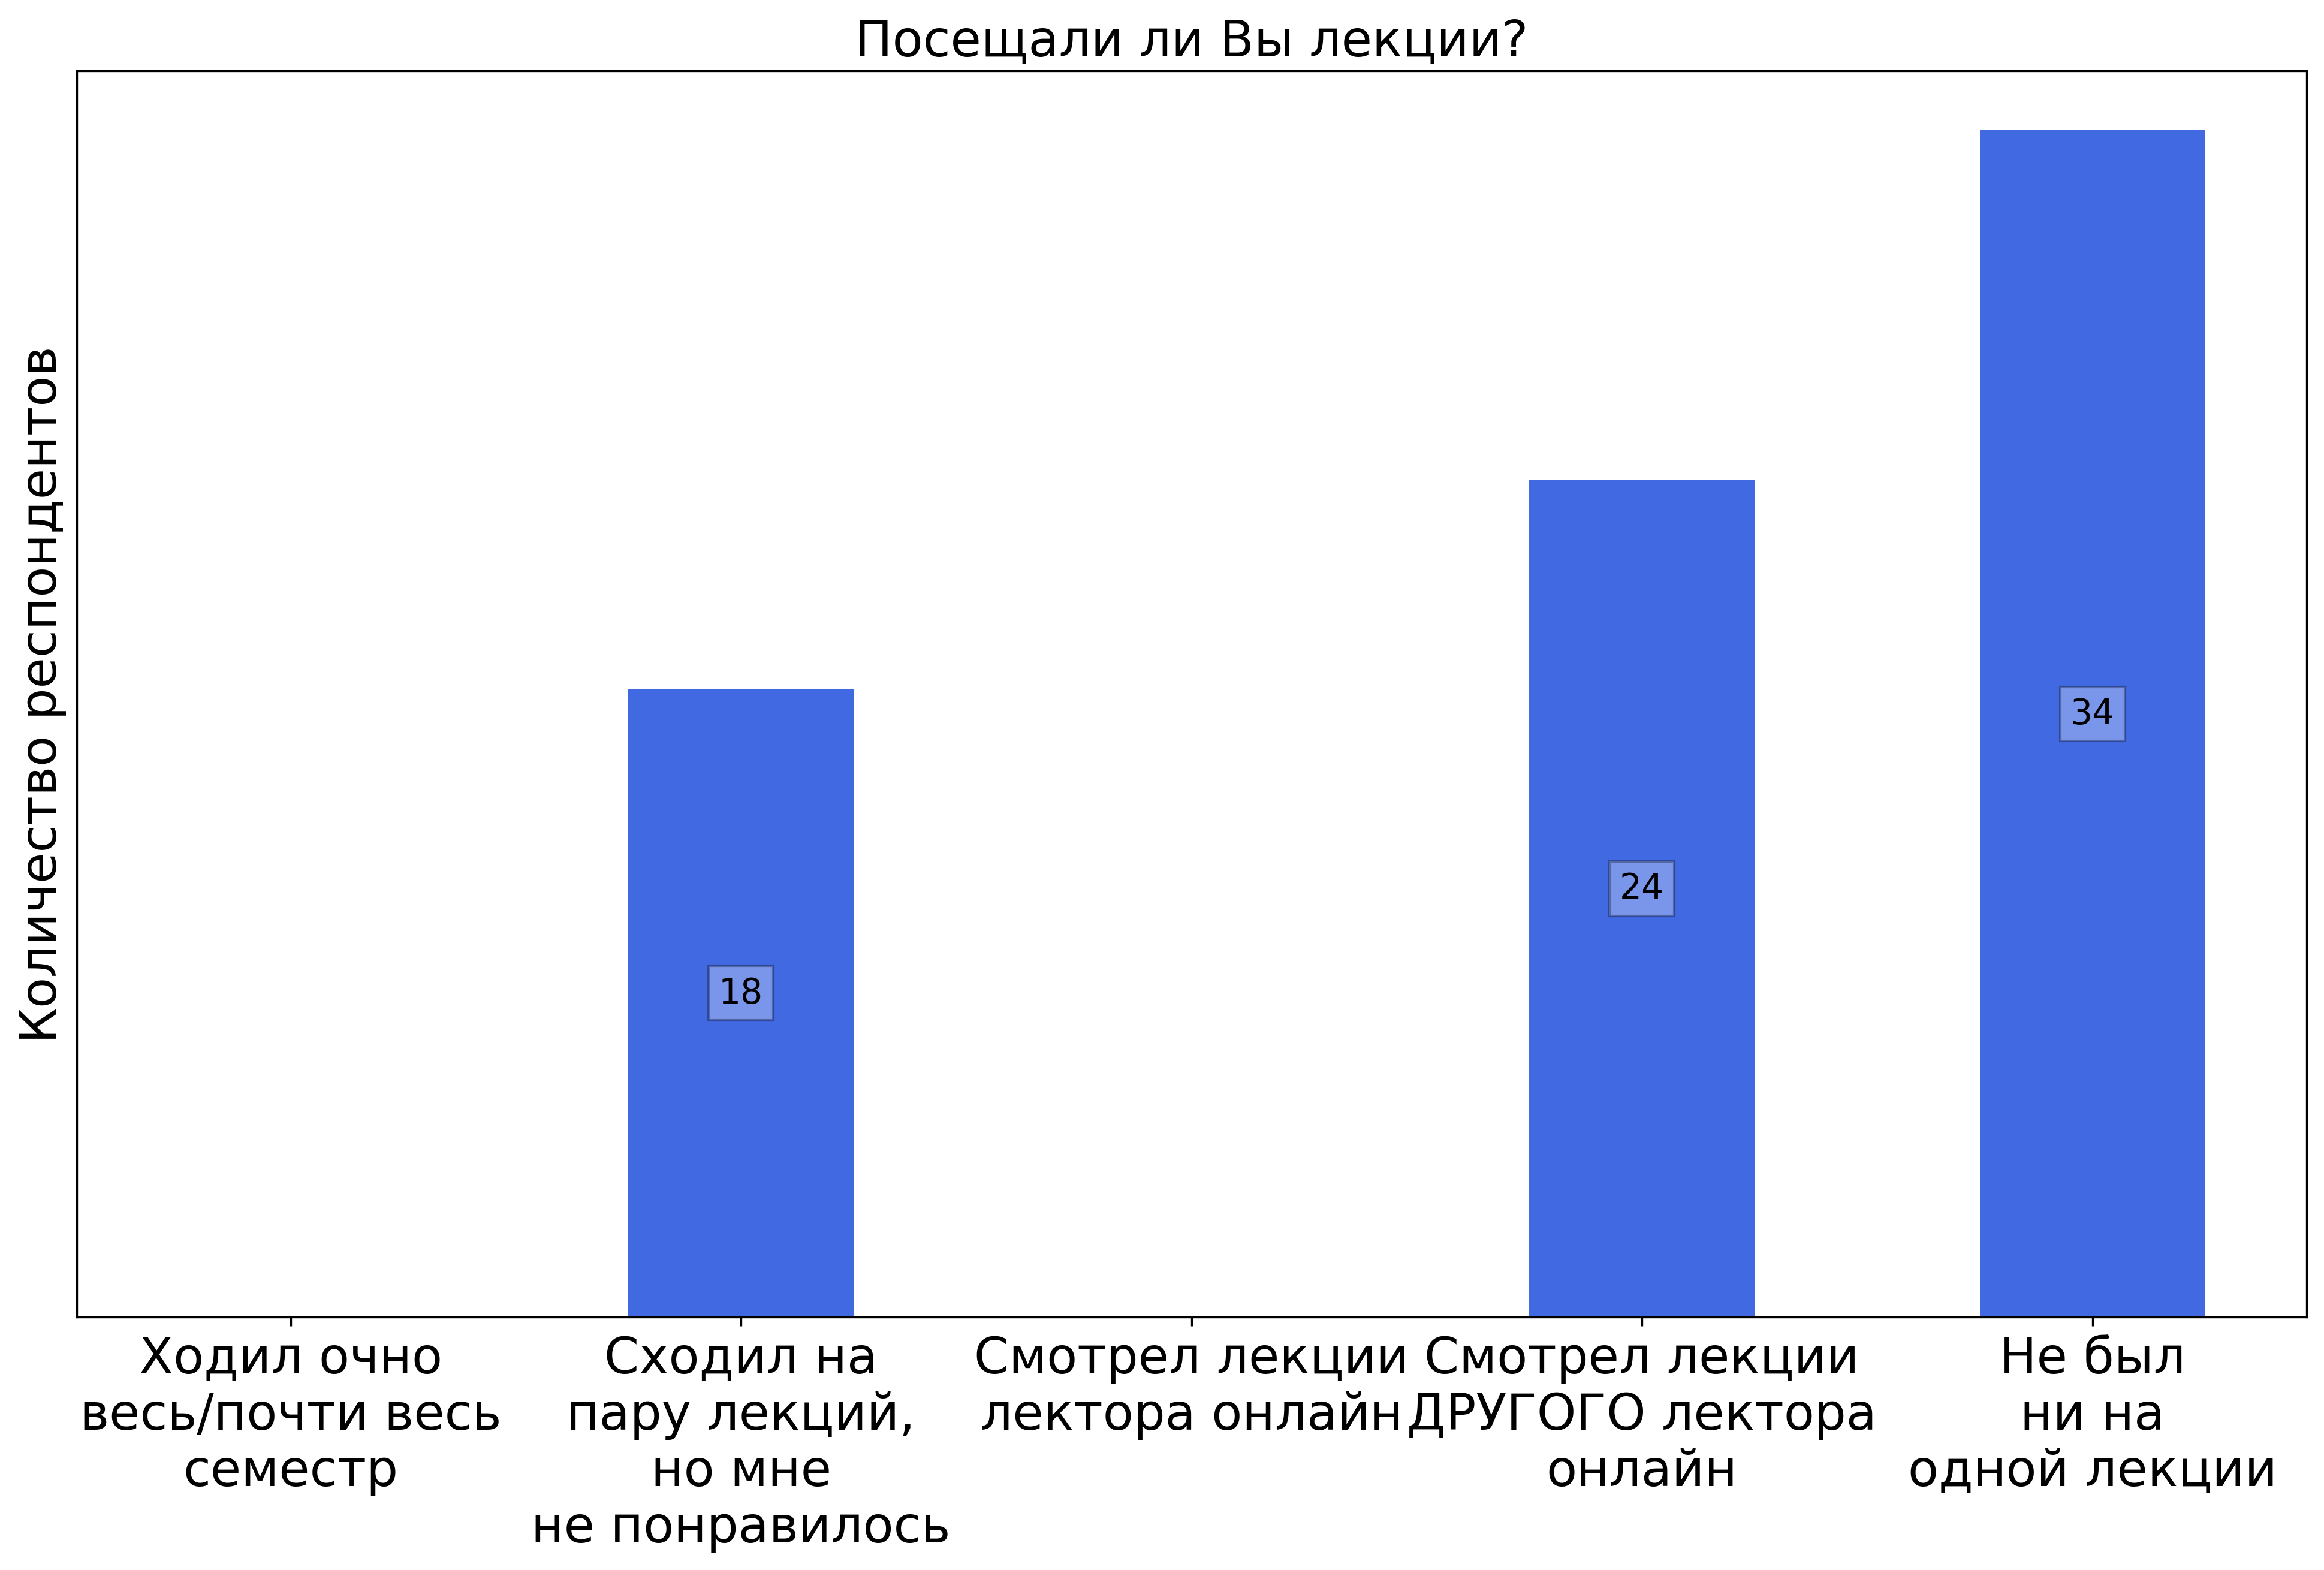 Посещали ли Вы лекции?
Количество респондентов
34
24
18
Ходил очно
весь/почти весь
семестр
Сходил на
пару лекций,
но мне
не понравилось
Смотрел лекции
лектора онлайн
Смотрел лекции
ДРУГОГО лектора
онлайн
Не был
ни на
одной лекции